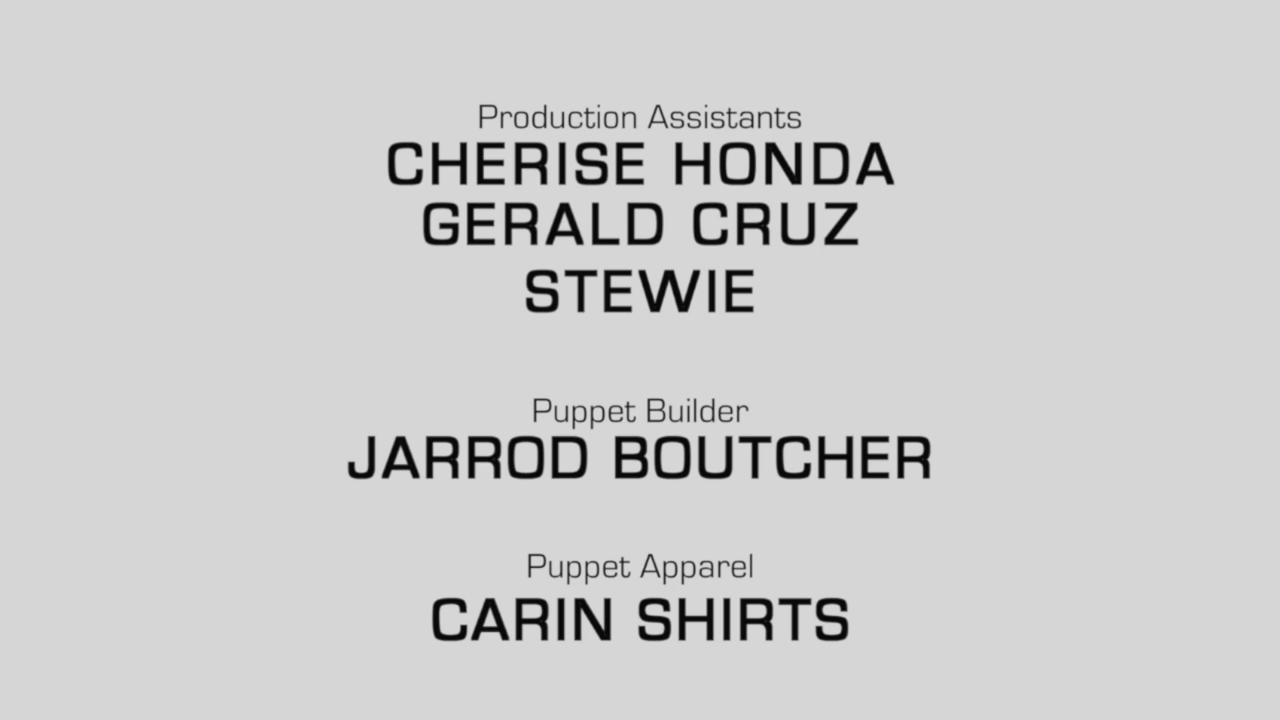 Production Assistants
CHERISE HONDA
GERALD CRUZ
STEWIE
Puppet Builder
JARROD BOUTCHER
Puppet Apparel
CARIN SHIRTS